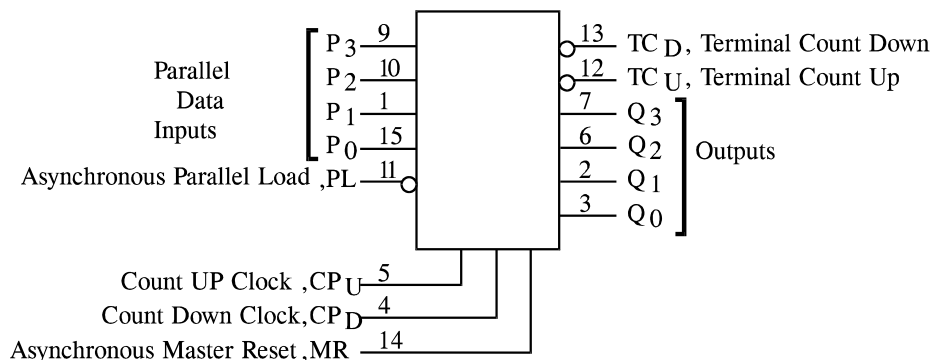 P3 9
Parallel Data Inputs
P2 10
P1 1
P0 15
Asynchronous Parallel Load ,PL 11
13 TC D, Terminal Count Down
12 TC U, Terminal Count Up
7 Q3
6 Q2
Outputs
2 Q1
3 Q0
Count UP Clock ,CPU 5
Count Down Clock,CPD 4
Asynchronous Master Reset ,MR 14